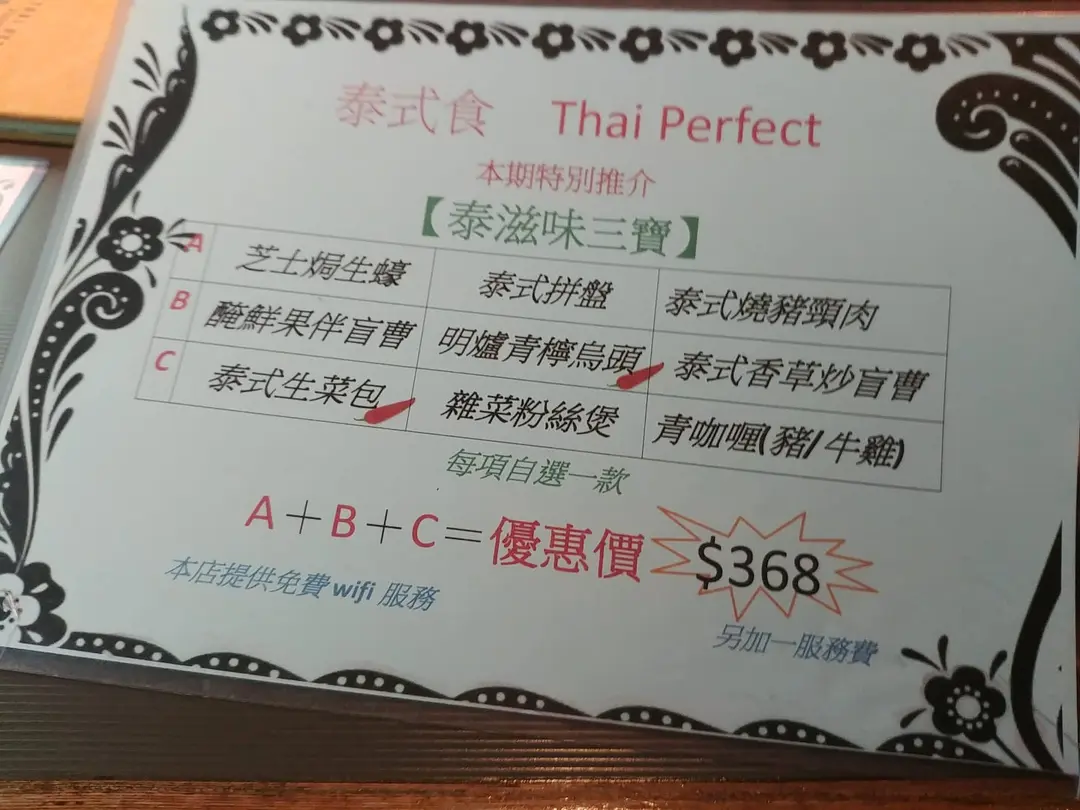 泰式食 Thai Perfect
本期特別推介
【泰滋味三寶】
A 芝士焗生蠔 泰式拼盤 泰式燒豬頸肉
B 醃鮮果伴盲曹 明爐青檸烏頭 泰式香草炒盲曹
C 泰式生菜包 雜菜粉絲煲 青咖喱(豬/牛雞)
每項自選一款
A+B+C=優惠價 $368
本店提供免費wifi 服務
另加一服務費